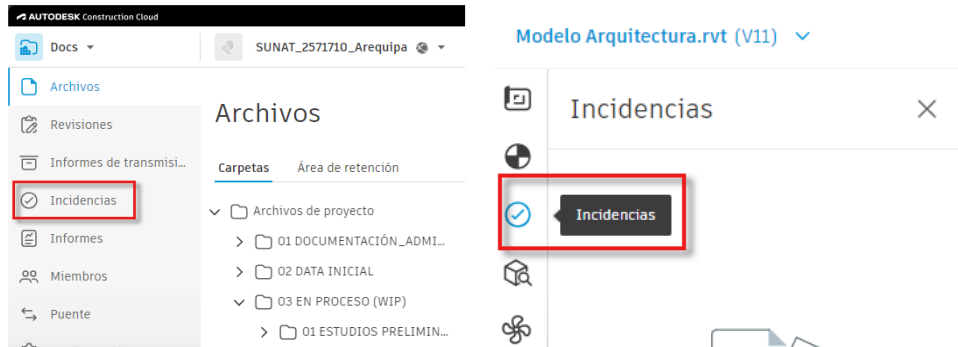 AUTODESK Construction Cloud
Docs
SUNAT_2571710_Arequipa
Archivos
Revisiones
Informes de transmisi...
Incidencias
Informes
Miembros
Puente
Archivos
Carpetas
Área de retención
Archivos de proyecto
01 DOCUMENTACIÓN_ADMI...
02 DATA INICIAL
03 EN PROCESO (WIP)
01 ESTUDIOS PRELIMIN...
Modelo Arquitectura.rvt (V11)
Incidencias
Incidencias